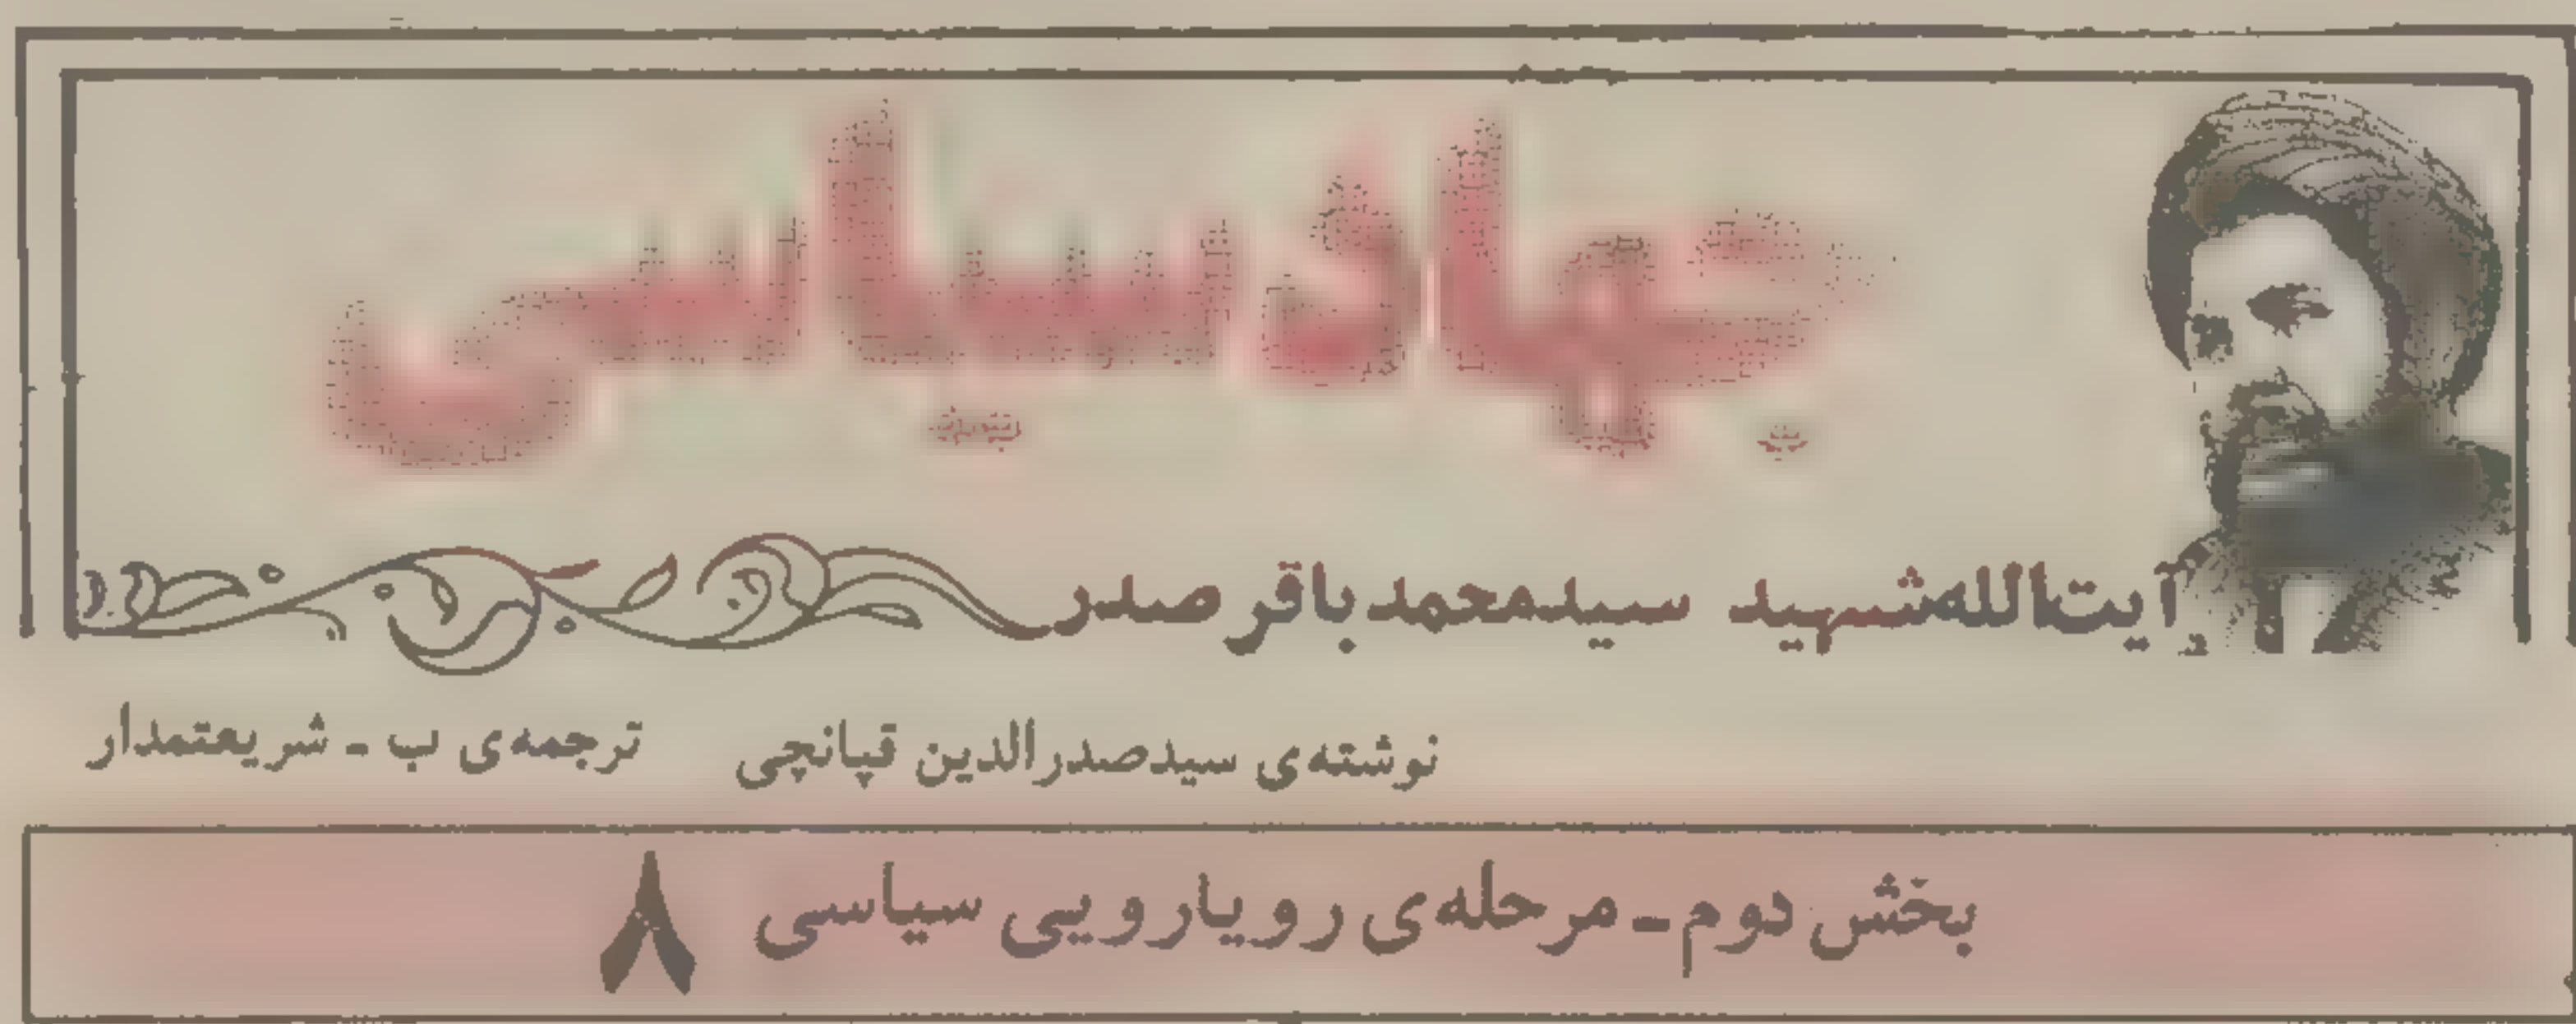 جهاد سیاسی
آیت‌الله شهید سیدمحمدباقر صدر
نوشته‌ی سیدصدرالدین قپانچی ترجمه‌ی ب - شریعتمدار
بخش دوم - مرحله‌ی رویارویی سیاسی ۸